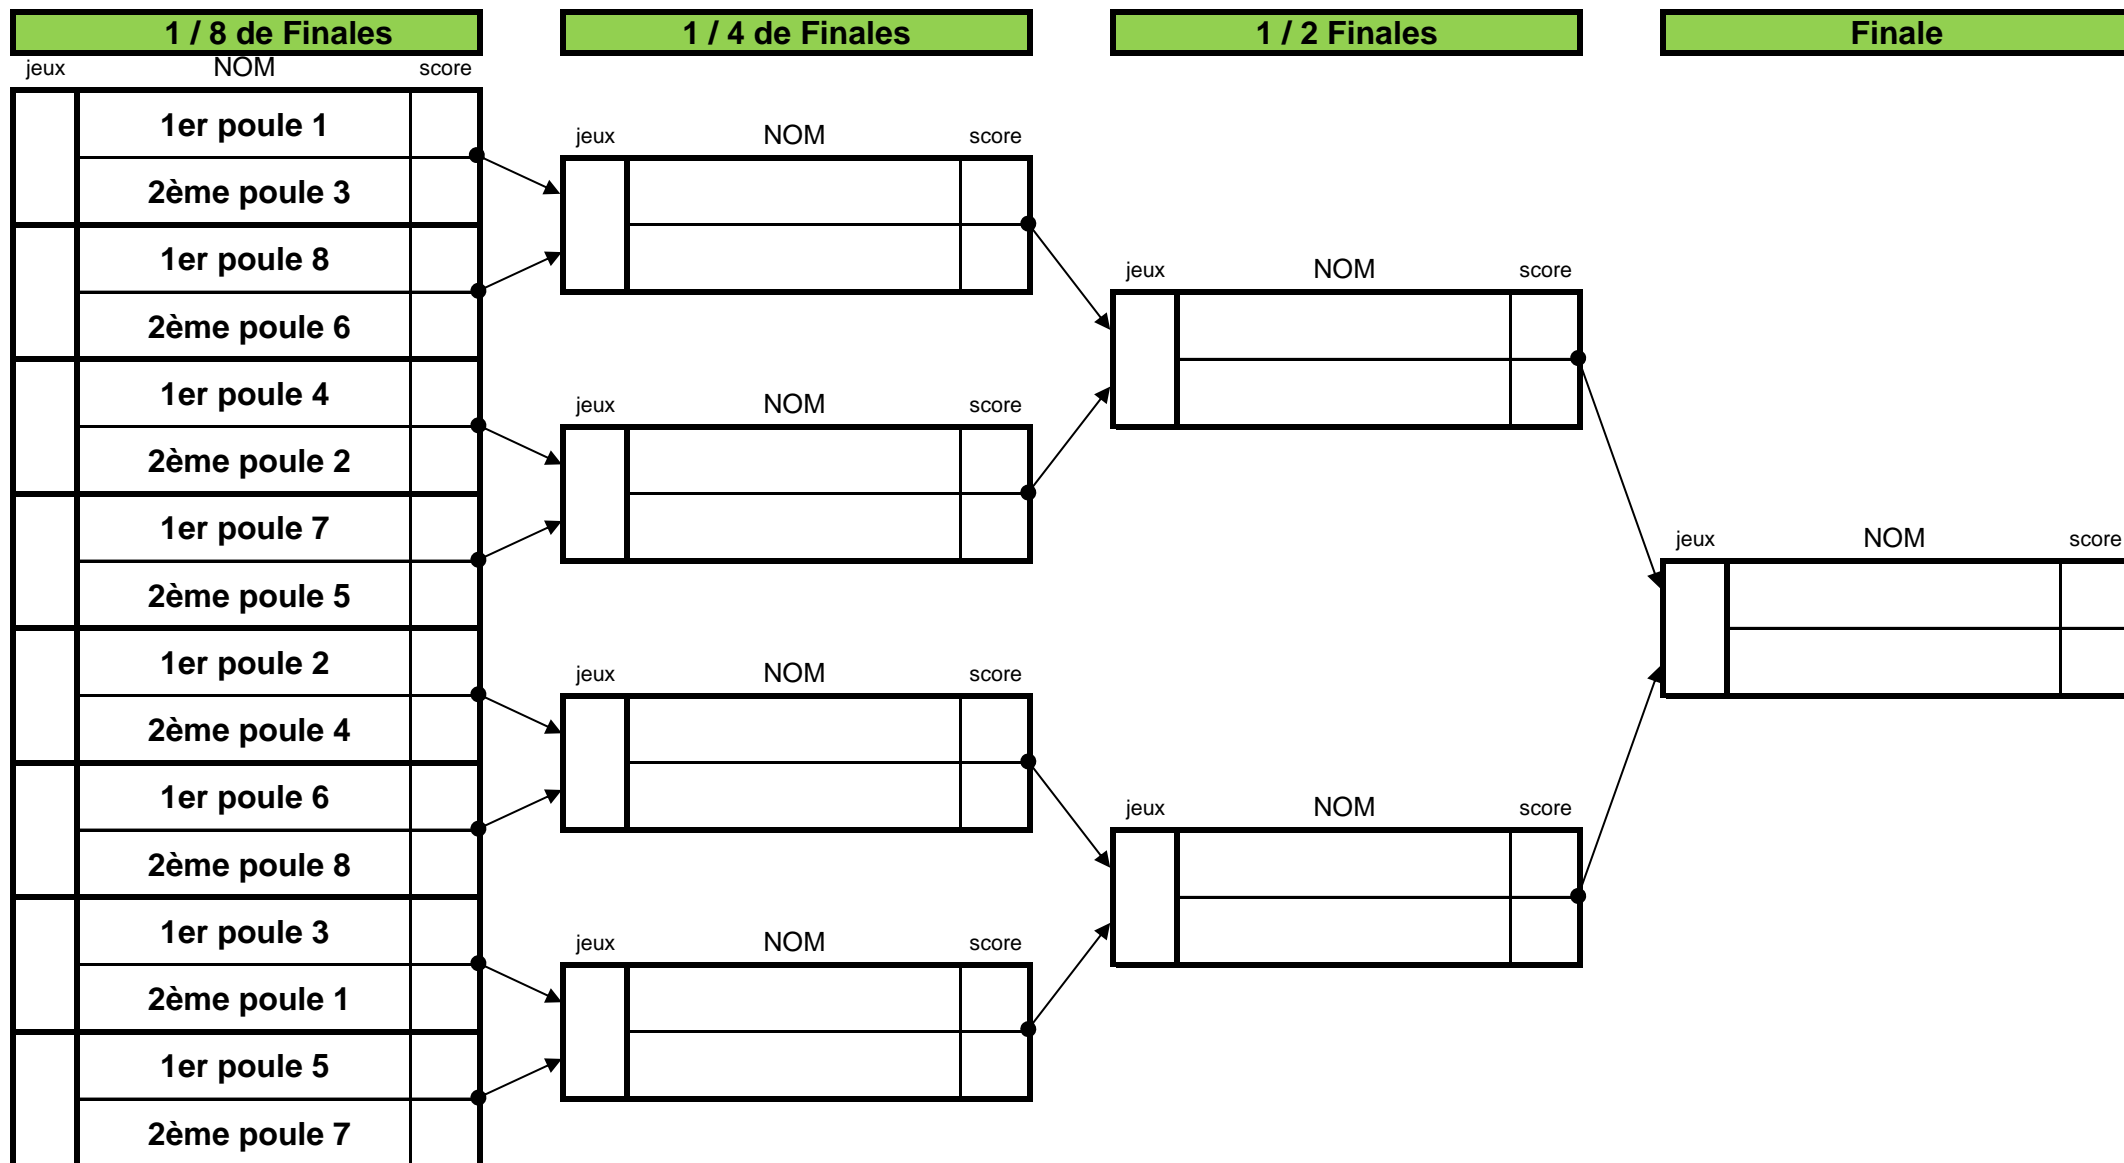 1 / 8 de Finales
1 / 4 de Finales
1 / 2 Finales
Finale
jeux NOM score
1er poule 1
2ème poule 3
1er poule 8
2ème poule 6
1er poule 4
2ème poule 2
1er poule 7
2ème poule 5
1er poule 2
2ème poule 4
1er poule 6
2ème poule 8
1er poule 3
2ème poule 1
1er poule 5
2ème poule 7
jeux NOM score
jeux NOM score
jeux NOM score
jeux NOM score
jeux NOM score
jeux NOM score
jeux NOM score